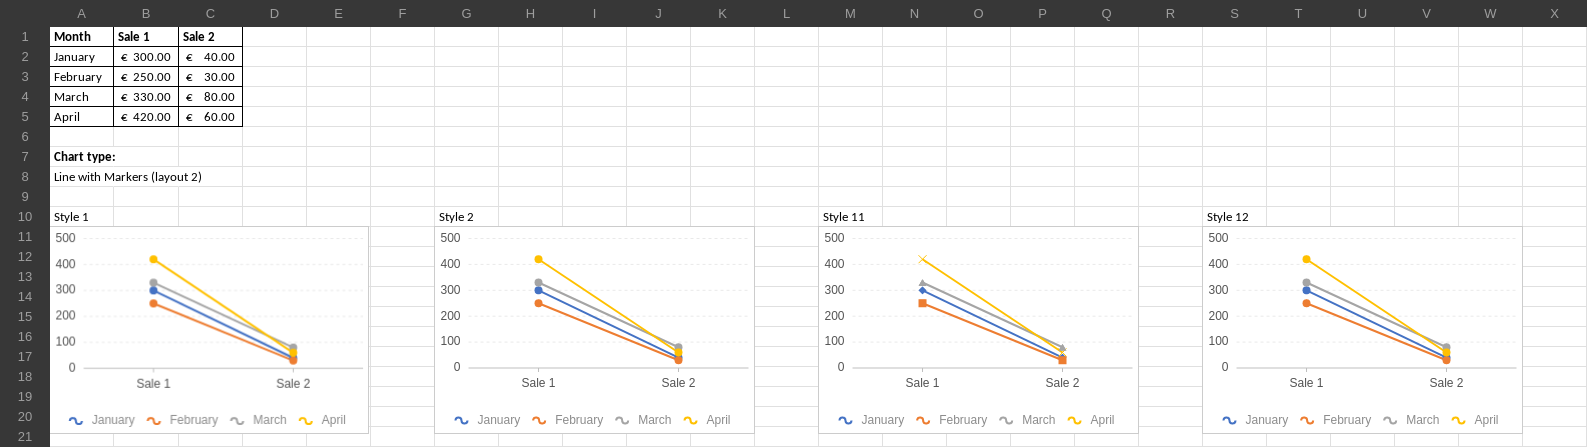 A B C D E F G H I J K L M N O P Q R S T U V W X
1 Month Sale 1 Sale 2
2 January € 300.00 € 40.00
3 February € 250.00 € 30.00
4 March € 330.00 € 80.00
5 April € 420.00 € 60.00
6
7 Chart type:
8 Line with Markers (layout 2)
9
10 Style 1 Style 2 Style 11 Style 12
11
12
13
14
15
16
17
18
19
20
21
500
400
300
200
100
0
Sale 1 Sale 2
January February March April
500
400
300
200
100
0
Sale 1 Sale 2
January February March April
500
400
300
200
100
0
Sale 1 Sale 2
January February March April
500
400
300
200
100
0
Sale 1 Sale 2
January February March April